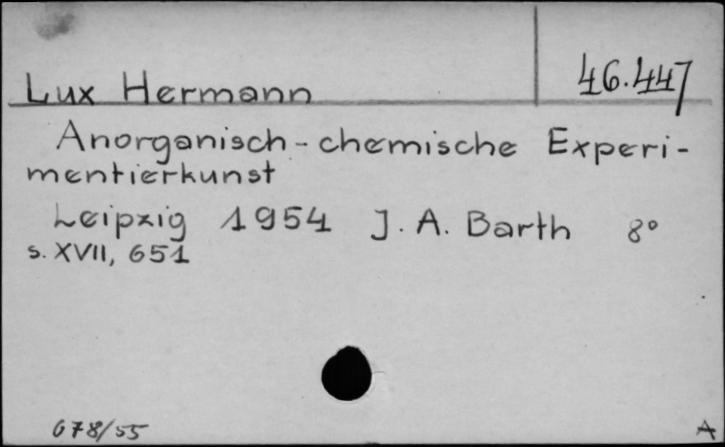 Lux Hermann 46.447
Anorganisch-chemische Experi-
mentierkunst
Leipzig 1954 J. A. Barth 8°
s. XVII, 651
678/55 A